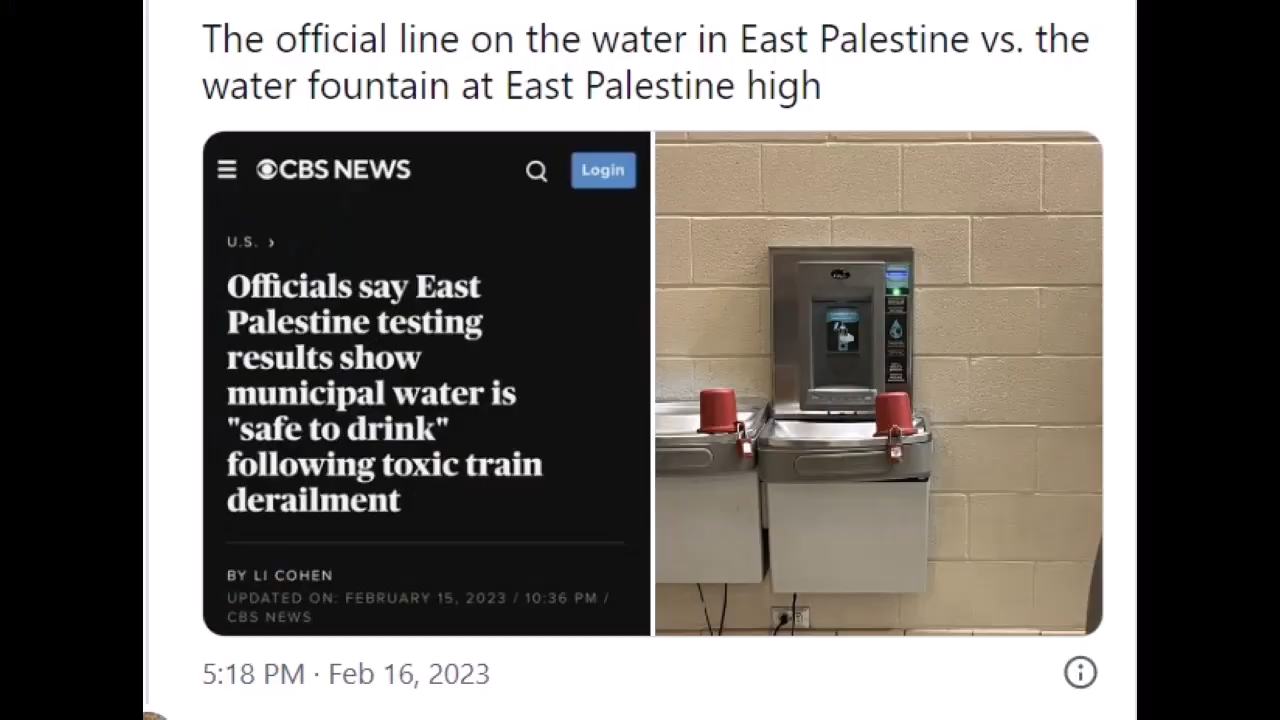 The official line on the water in East Palestine vs. the
water fountain at East Palestine high
CBS NEWS
Login
U.S. ›
Officials say East
Palestine testing
results show
municipal water is
"safe to drink"
following toxic train
derailment
BY LI COHEN
UPDATED ON: FEBRUARY 15, 2023 / 10:36 PM /
CBS NEWS
5:18 PM · Feb 16, 2023